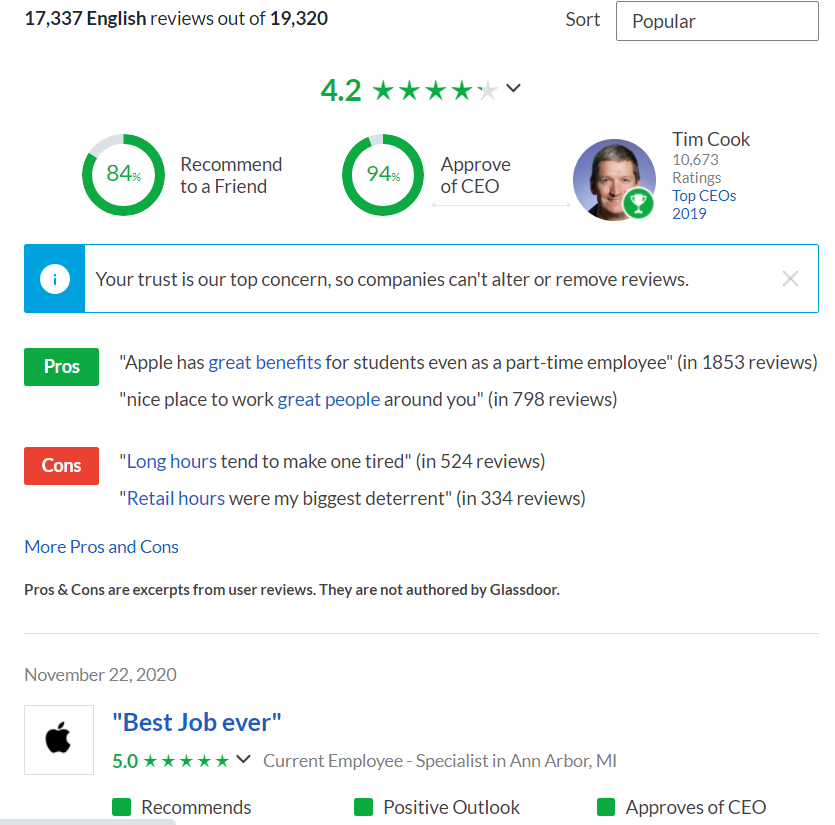 17,337 English reviews out of 19,320
Sort
Popular
4.2
84%
Recommend
to a Friend
94%
Approve
of CEO
Tim Cook
10,673
Ratings
Top CEOs
2019
Your trust is our top concern, so companies can't alter or remove reviews.
Pros
"Apple has great benefits for students even as a part-time employee" (in 1853 reviews)
"nice place to work great people around you" (in 798 reviews)
Cons
"Long hours tend to make one tired" (in 524 reviews)
"Retail hours were my biggest deterrent" (in 334 reviews)
More Pros and Cons
Pros & Cons are excerpts from user reviews. They are not authored by Glassdoor.
November 22, 2020
"Best Job ever"
5.0 Current Employee - Specialist in Ann Arbor, MI
Recommends
Positive Outlook
Approves of CEO